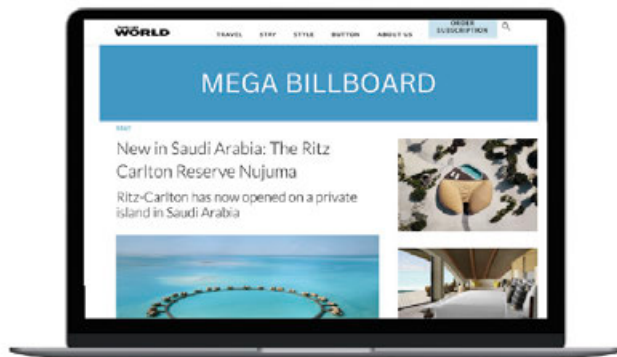 WORLD
TRAVEL STAY STYLE BUTTON ABOUT US
ORDER
SUBSCRIPTION
MEGA BILLBOARD
STAY
New in Saudi Arabia: The Ritz
Carlton Reserve Nujuma
Ritz-Carlton has now opened on a private
island in Saudi Arabia